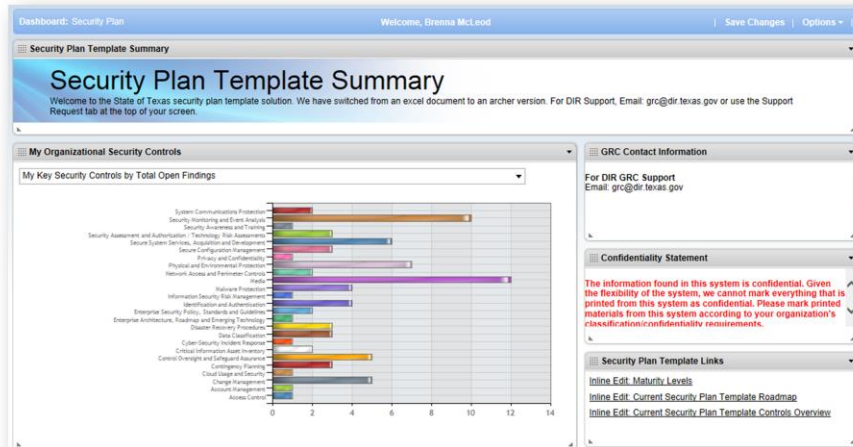 Dashboard: Security Plan
Welcome, Brenna McLeod
Save Changes | Options
Security Plan Template Summary
Security Plan Template Summary
Welcome to the State of Texas security plan template solution. We have switched from an excel document to an archer version. For DIR Support, Email: grc@dir.texas.gov or use the Support
Request tab at the top of your screen.
My Organizational Security Controls
My Key Security Controls by Total Open Findings
System Communications Protection
Security Monitoring and Event Analysis
Security Awareness and Training
Security Assessment and Authorization / Technology Risk Assessments
Secure System Services, Acquisition and Development
Secure Configuration Management
Privacy and Confidentiality
Physical and Environmental Protection
Network Access and Perimeter Controls
Media
Malware Protection
Information Security Risk Management
Identification and Authentication
Enterprise Security Policy, Standards and Guidelines
Enterprise Architecture, Roadmap and Emerging Technology
Disaster Recovery Procedures
Data Classification
Cyber-Security Incident Response
Critical Information Asset Inventory
Control Oversight and Safeguard Assurance
Contingency Planning
Cloud Usage and Security
Change Management
Account Management
Access Control
0 2 4 6 8 10 12 14
GRC Contact Information
For DIR GRC Support
Email: grc@dir.texas.gov
Confidentiality Statement
The information found in this system is confidential. Given
the flexibility of the system, we cannot mark everything that is
printed from this system as confidential. Please mark printed
materials from this system according to your organization's
classification/confidentiality requirements.
Security Plan Template Links
Inline Edit: Maturity Levels
Inline Edit: Current Security Plan Template Roadmap
Inline Edit: Current Security Plan Template Controls Overview